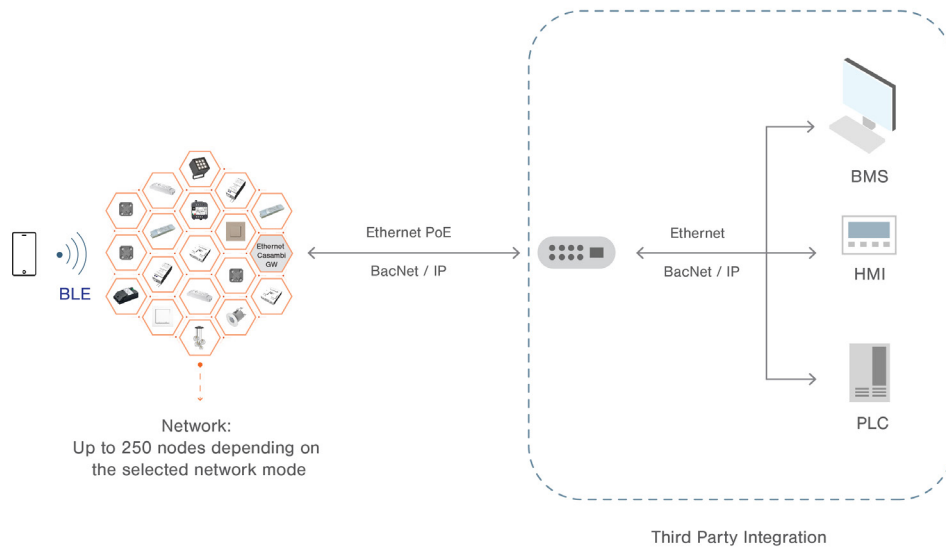 BLE
Ethernet
Casambi
GW
Network:
Up to 250 nodes depending on
the selected network mode
Ethernet PoE
BacNet / IP
Ethernet
BacNet / IP
BMS
HMI
PLC
Third Party Integration